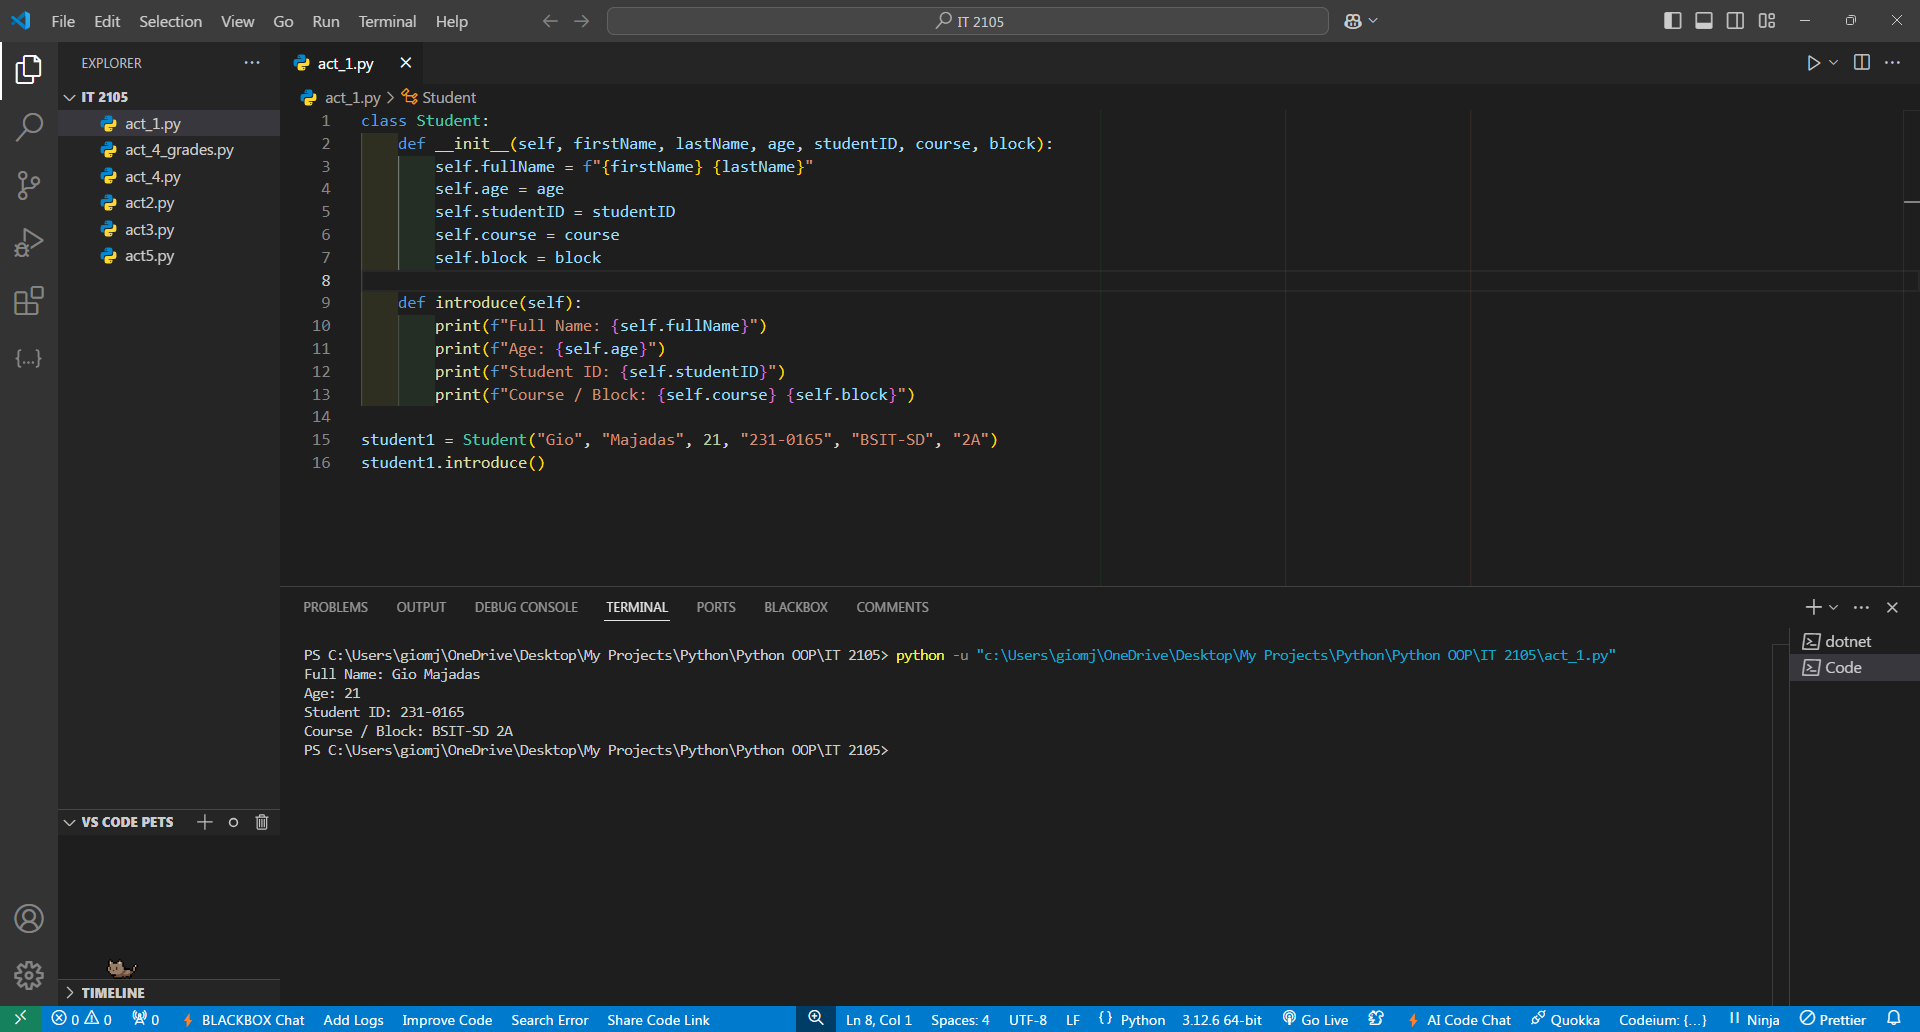 File Edit Selection View Go Run Terminal Help
IT 2105
EXPLORER
IT 2105
act_1.py
act_4_grades.py
act_4.py
act2.py
act3.py
act5.py
act_1.py
act_1.py > Student
1 class Student:
2     def __init__(self, firstName, lastName, age, studentID, course, block):
3         self.fullName = f"{firstName} {lastName}"
4         self.age = age
5         self.studentID = studentID
6         self.course = course
7         self.block = block
8
9     def introduce(self):
10         print(f"Full Name: {self.fullName}")
11         print(f"Age: {self.age}")
12         print(f"Student ID: {self.studentID}")
13         print(f"Course / Block: {self.course} {self.block}")
14
15 student1 = Student("Gio", "Majadas", 21, "231-0165", "BSIT-SD", "2A")
16 student1.introduce()
PROBLEMS OUTPUT DEBUG CONSOLE TERMINAL PORTS BLACKBOX COMMENTS
PS C:\Users\giomj\OneDrive\Desktop\My Projects\Python\Python OOP\IT 2105> python -u "c:\Users\giomj\OneDrive\Desktop\My Projects\Python\Python OOP\IT 2105\act_1.py"
Full Name: Gio Majadas
Age: 21
Student ID: 231-0165
Course / Block: BSIT-SD 2A
PS C:\Users\giomj\OneDrive\Desktop\My Projects\Python\Python OOP\IT 2105>
dotnet
Code
VS CODE PETS
TIMELINE
0 0 0 BLACKBOX Chat Add Logs Improve Code Search Error Share Code Link Ln 8, Col 1 Spaces: 4 UTF-8 LF {} Python 3.12.6 64-bit Go Live AI Code Chat Quokka Codeium: {...} Ninja Prettier